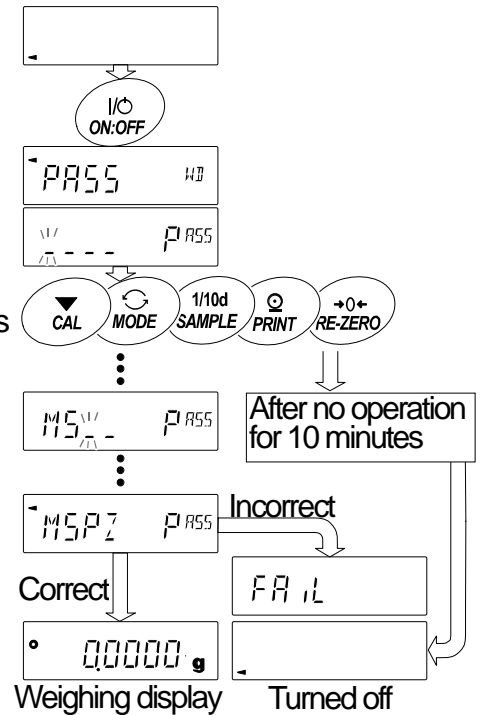 I/⏻
ON:OFF
PASS WD
_ _ _ _ PASS
s
CAL
MODE
1/10d
SAMPLE
PRINT
→0←
RE-ZERO
MS_ _ PASS
After no operation
for 10 minutes
MSPZ PASS
Incorrect
Correct
FAiL
0.0000 g
Weighing display
Turned off